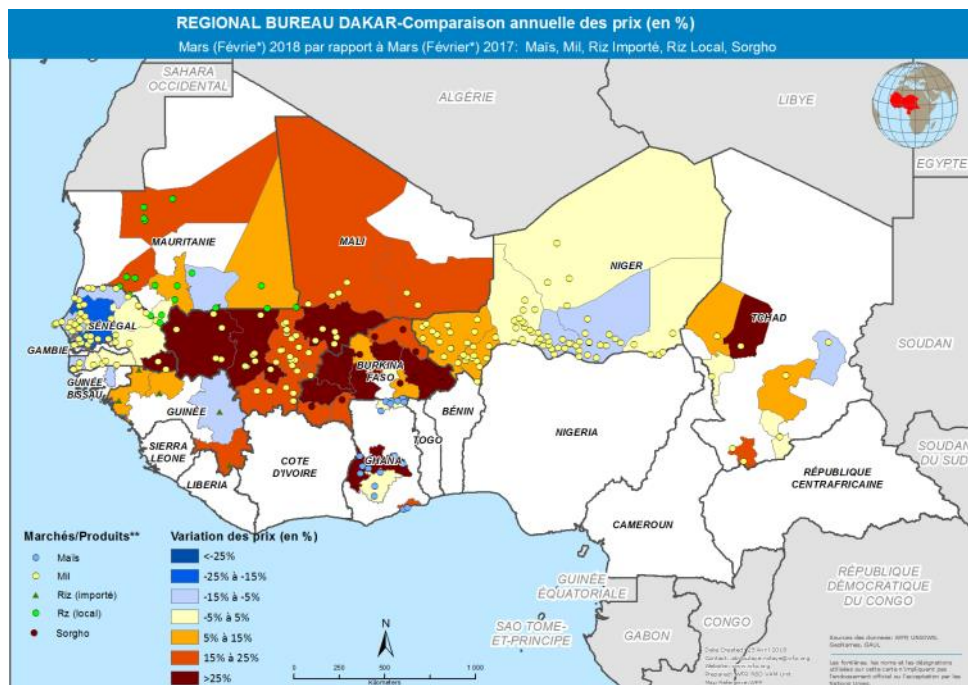 REGIONAL BUREAU DAKAR-Comparaison annuelle des prix (en %)
Mars (Févrie*) 2018 par rapport à Mars (Février*) 2017: Maïs, Mil, Riz Importé, Riz Local, Sorgho
SAHARA
OCCIDENTAL
ALGÉRIE
LIBYE
EGYPTE
MAURITANIE
MALI
NIGER
TCHAD
SOUDAN
SÉNÉGAL
GAMBIE
GUINÉE
BISSAU
GUINÉE
BURKINA
FASO
BÉNIN
TOGO
NIGERIA
SIERRA
LEONE
LIBERIA
COTE
D'IVOIRE
GHANA
CAMEROUN
RÉPUBLIQUE
CENTRAFRICAINE
SOUDAN
DU SUD
GUINÉE
ÉQUATORIALE
SAO TOME-
ET-PRINCIPE
GABON
CONGO
RÉPUBLIQUE
DÉMOCRATIQUE
DU CONGO
Marchés/Produits**
Maïs
Mil
Riz (importé)
Rz (local)
Sorgho
Variation des prix (en %)
<-25%
-25% à -15%
-15% à -5%
-5% à 5%
5% à 15%
15% à 25%
>25%
N
0
250
500
1 000
Kilometers